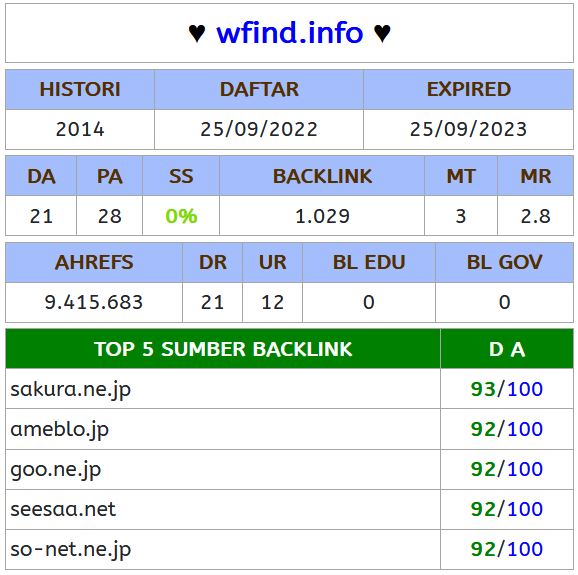 ♥ wfind.info ♥
HISTORI DAFTAR EXPIRED
2014 25/09/2022 25/09/2023
DA PA SS BACKLINK MT MR
21 28 0% 1.029 3 2.8
AHREFS DR UR BL EDU BL GOV
9.415.683 21 12 0 0
TOP 5 SUMBER BACKLINK D A
sakura.ne.jp 93/100
ameblo.jp 92/100
goo.ne.jp 92/100
seesaa.net 92/100
so-net.ne.jp 92/100